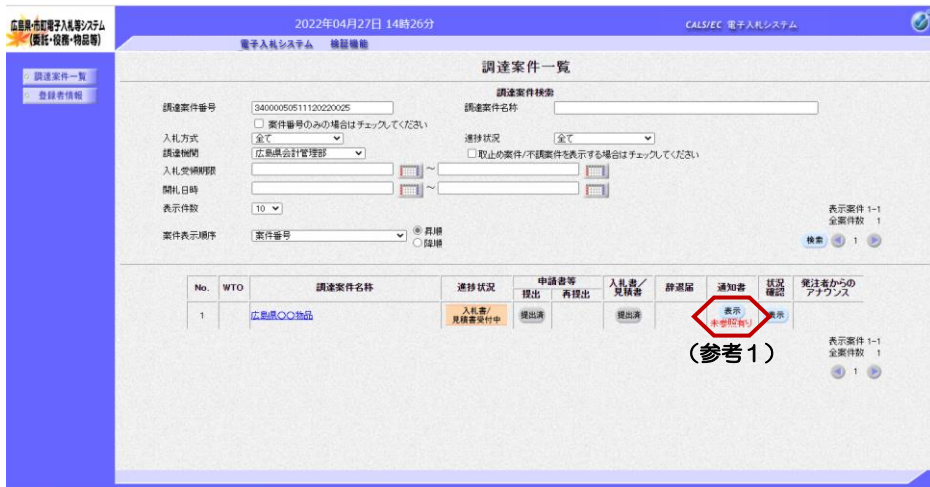 広島県・市町電子入札等システム
(委託・役務・物品等)
2022年04月27日 14時26分
CALS/EC 電子入札システム
電子入札システム 検証機能
調達案件一覧
登録者情報
調達案件一覧
調達案件検索
調達案件番号 34000050511120220025 調達案件名称
案件番号のみの場合はチェックしてください
入札方式 全て 進捗状況 全て
調達機関 広島県会計管理部 取止め案件/不調案件を表示する場合はチェックしてください
入札受領期限 ~
開札日時 ~
表示件数 10
表示案件 1-1
全案件数 1
案件表示順序 案件番号 昇順
降順
検索 1
No. WTO 調達案件名称 進捗状況 申請書等 入札書/見積書 辞退届 通知書 状況確認 発注者からのアナウンス
提出 再提出
1 広島県〇〇物品 入札書/見積書受付中 提出済 提出済 表示 表示
未参照有り
(参考1)
表示案件 1-1
全案件数 1
1